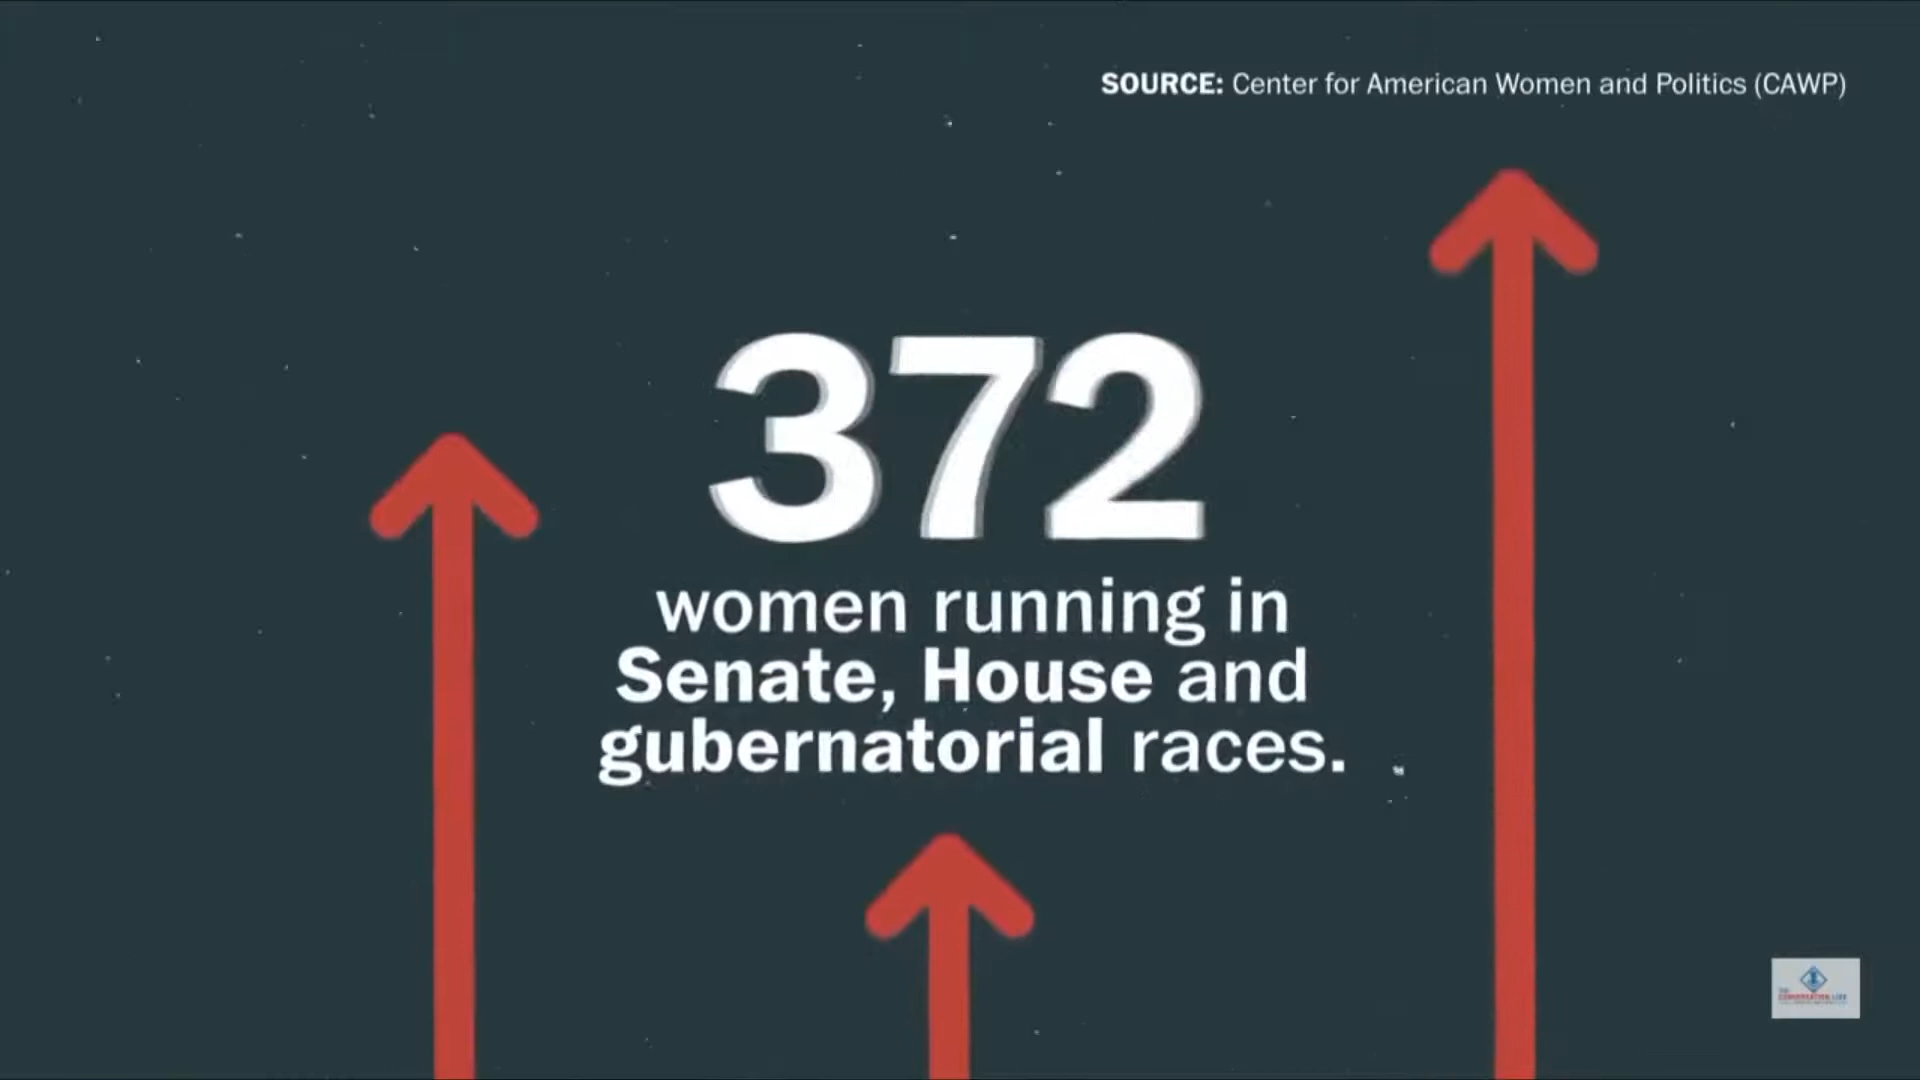 SOURCE: Center for American Women and Politics (CAWP)
372
women running in
Senate, House and
gubernatorial races.